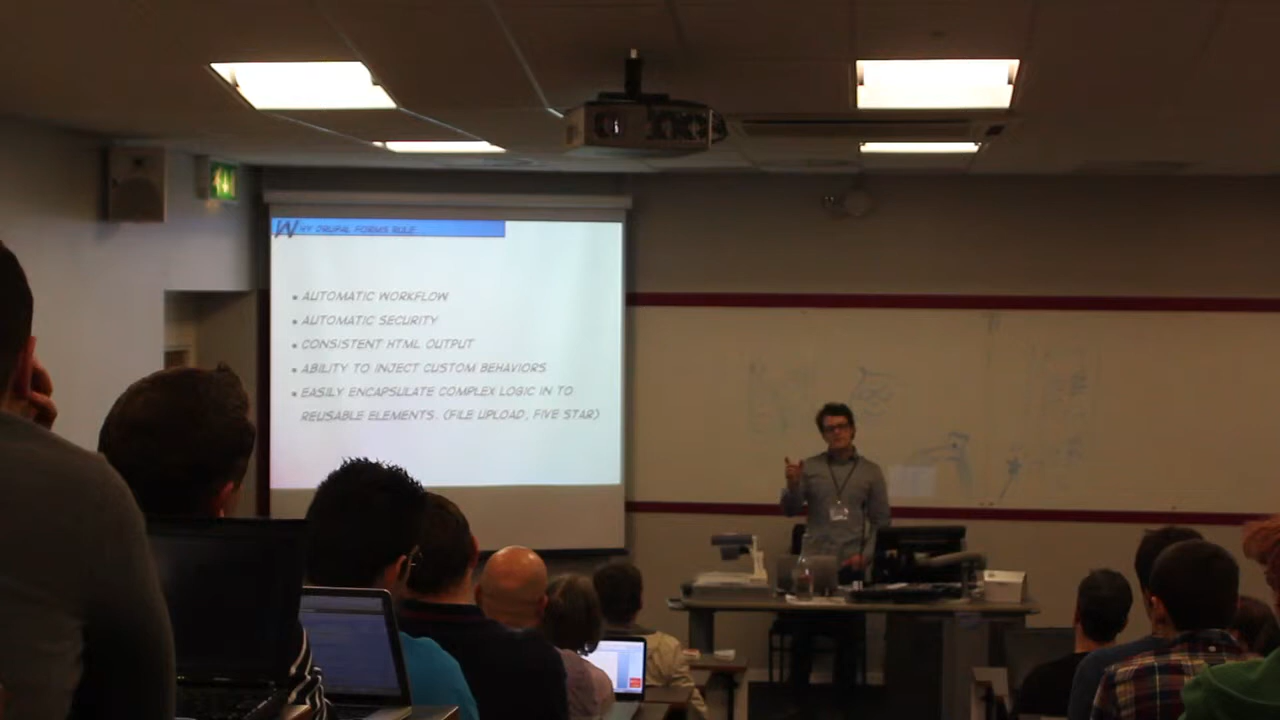 WHY DRUPAL FORMS RULE
• AUTOMATIC WORKFLOW
• AUTOMATIC SECURITY
• CONSISTENT HTML OUTPUT
• ABILITY TO INJECT CUSTOM BEHAVIORS
• EASILY ENCAPSULATE COMPLEX LOGIC IN TO
REUSABLE ELEMENTS. (FILE UPLOAD, FIVE STAR)